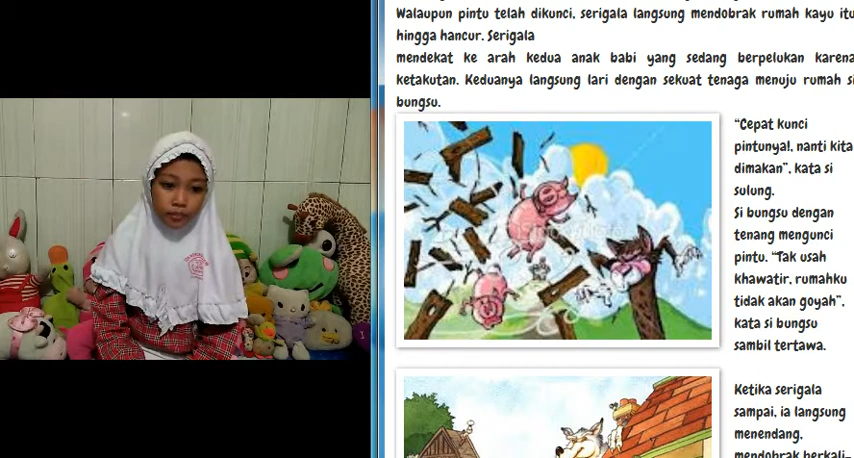 Walaupun pintu telah dikunci, serigala langsung mendobrak rumah kayu itu
hingga hancur. Serigala
mendekat ke arah kedua anak babi yang sedang berpelukan karena
ketakutan. Keduanya langsung lari dengan sekuat tenaga menuju rumah si
bungsu.
“Cepat kunci
pintunya!, nanti kita
dimakan”, kata si
sulung.
Si bungsu dengan
tenang mengunci
pintu. “Tak usah
khawatir, rumahku
tidak akan goyah”,
kata si bungsu
sambil tertawa.
Ketika serigala
sampai, ia langsung
menendang,
mendobrak berkali-